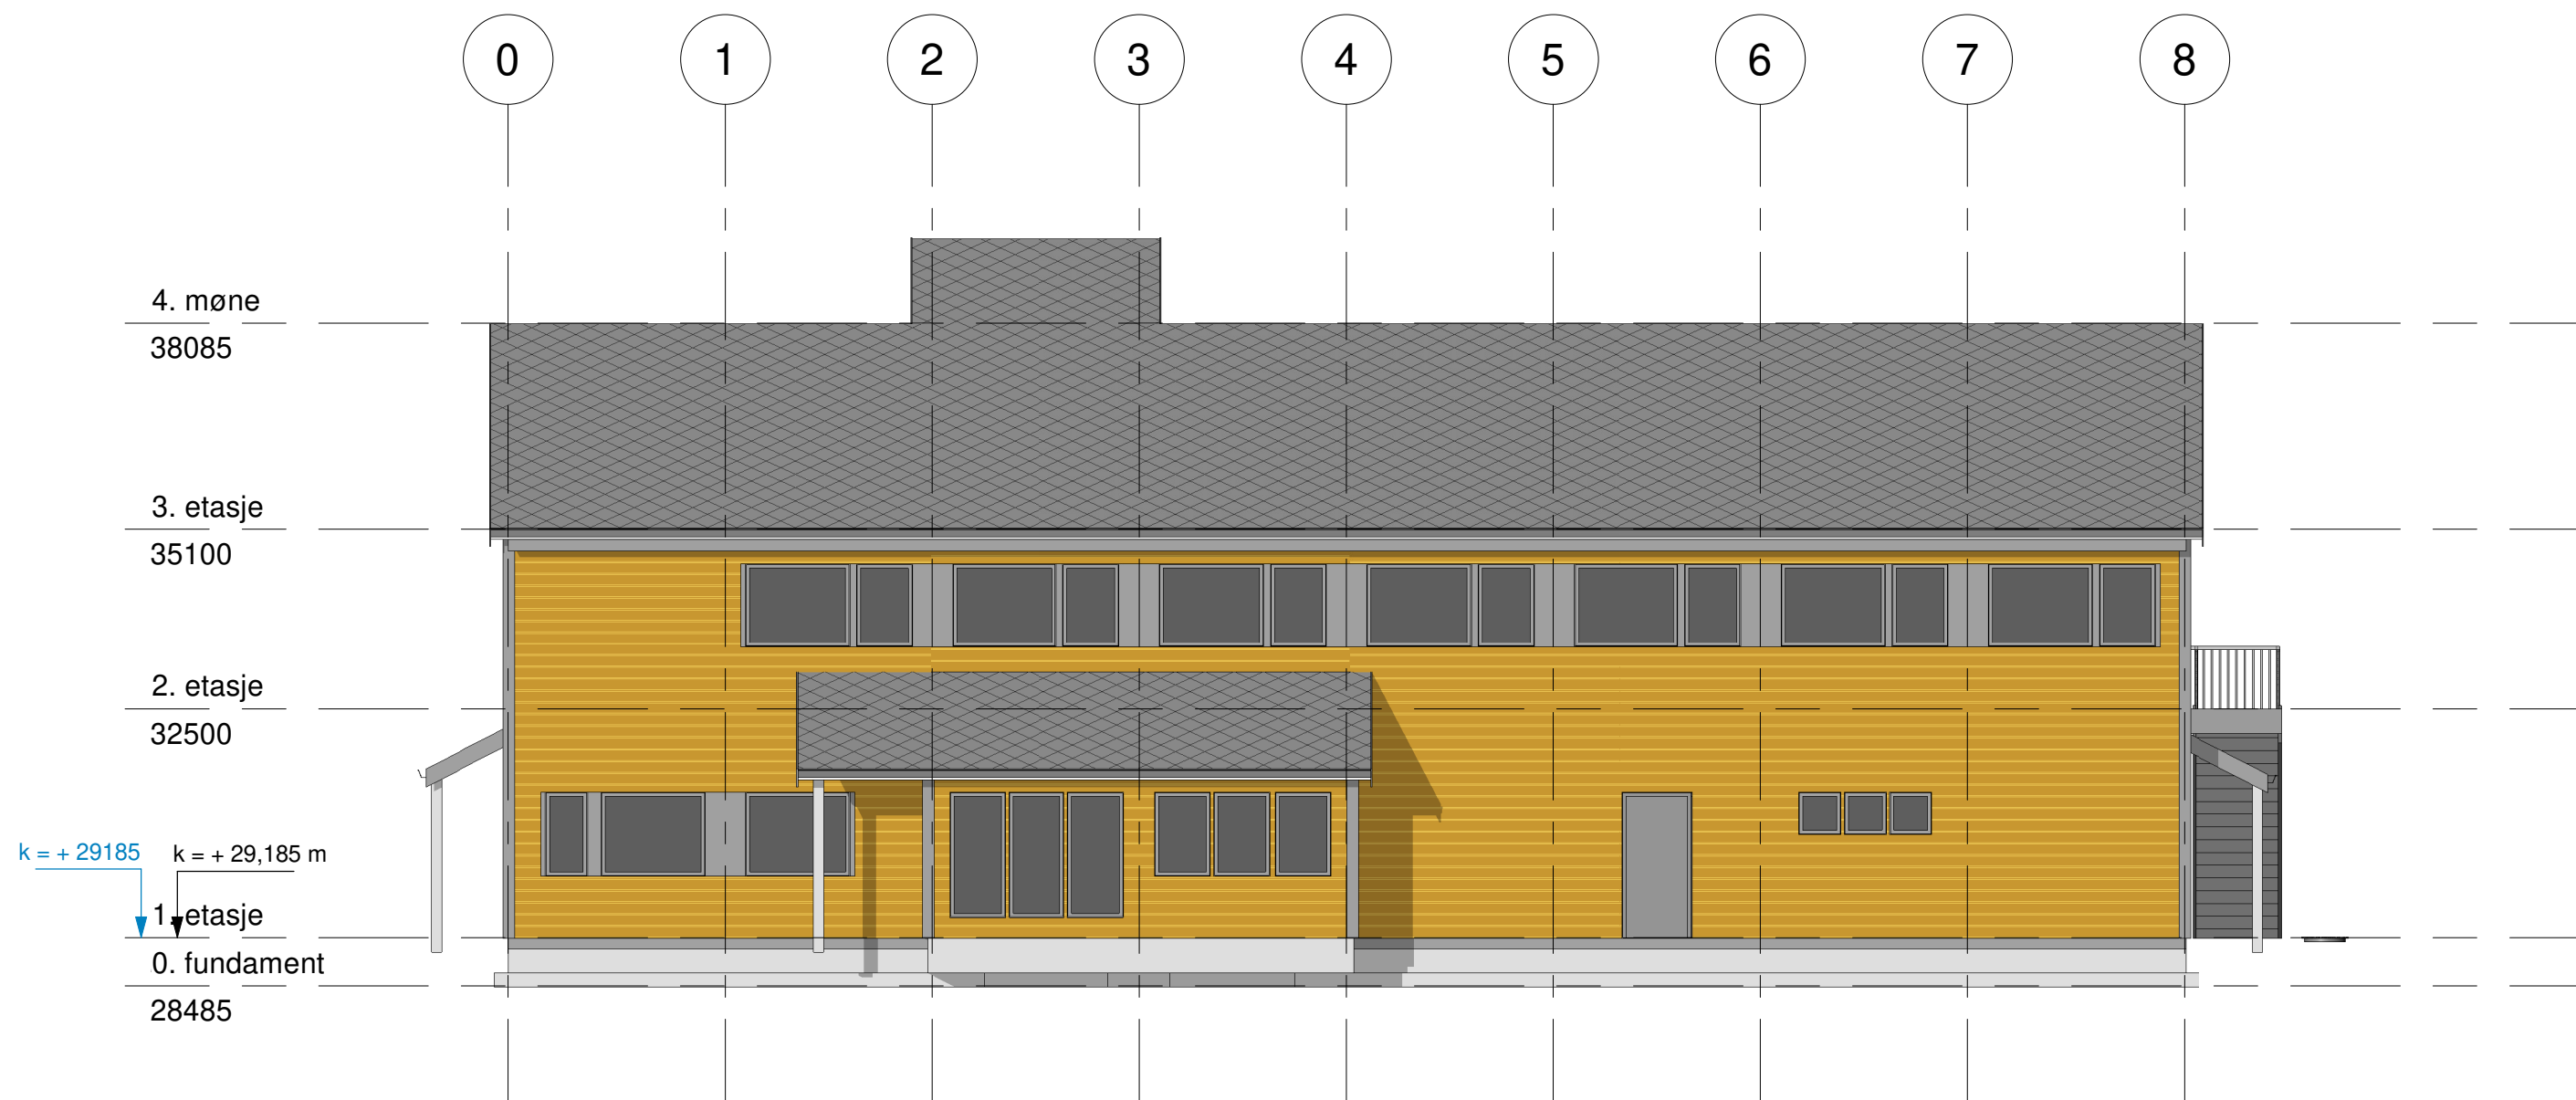 0 1 2 3 4 5 6 7 8
4. møne
38085
3. etasje
35100
2. etasje
32500
k = + 29185
k = + 29,185 m
1. etasje
0. fundament
28485